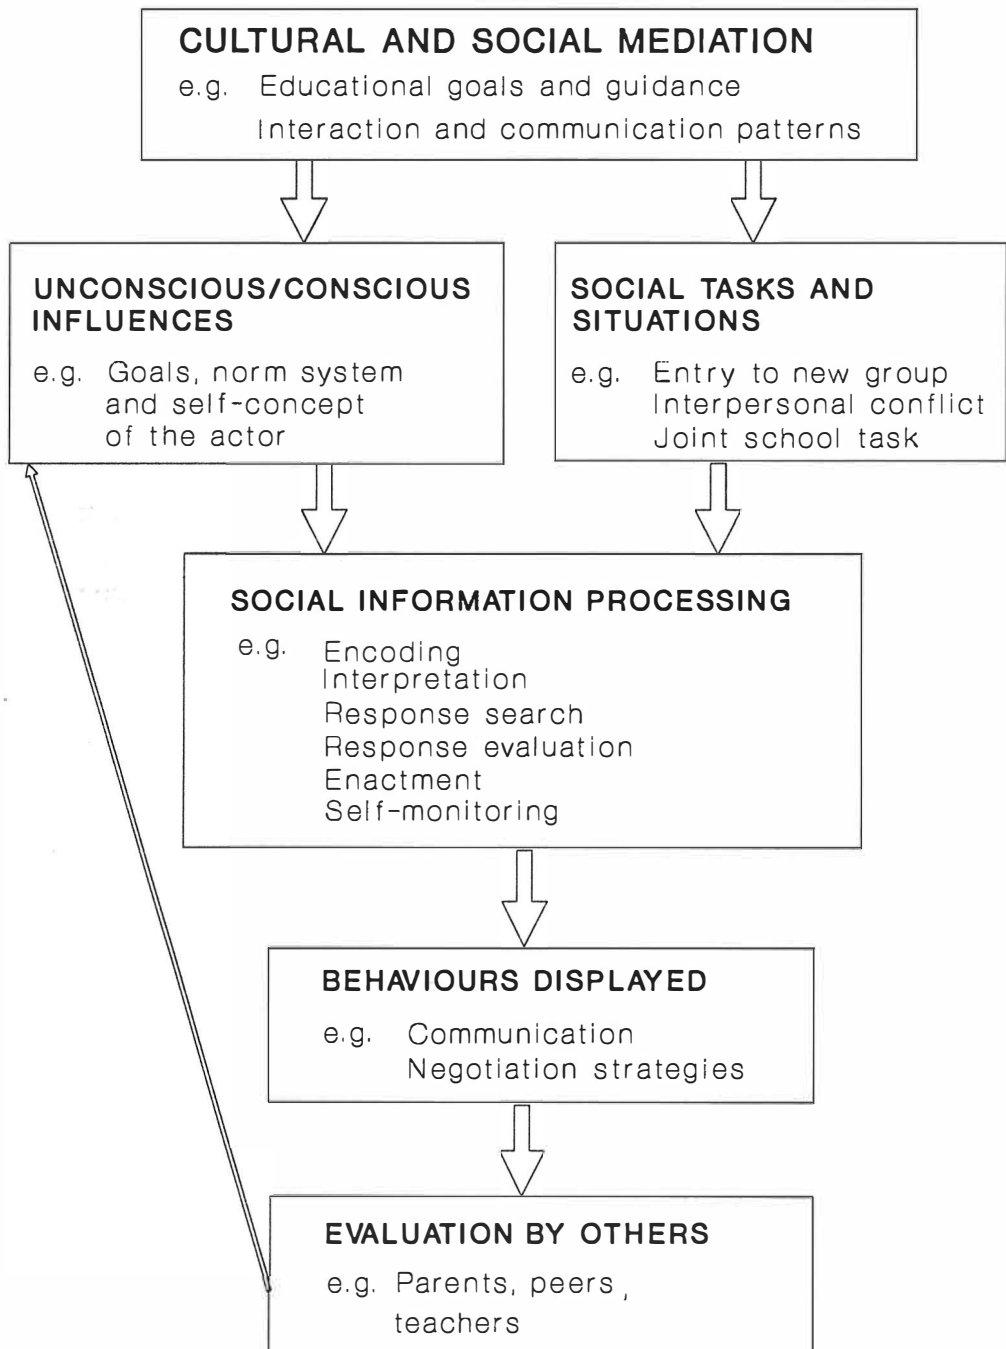 CULTURAL AND SOCIAL MEDIATION
e.g. Educational goals and guidance
Interaction and communication patterns
UNCONSCIOUS/CONSCIOUS
INFLUENCES
e.g. Goals, norm system
and self-concept
of the actor
SOCIAL TASKS AND
SITUATIONS
e.g. Entry to new group
Interpersonal conflict
Joint school task
SOCIAL INFORMATION PROCESSING
e.g. Encoding
Interpretation
Response search
Response evaluation
Enactment
Self-monitoring
BEHAVIOURS DISPLAYED
e.g. Communication
Negotiation strategies
EVALUATION BY OTHERS
e.g. Parents, peers,
teachers